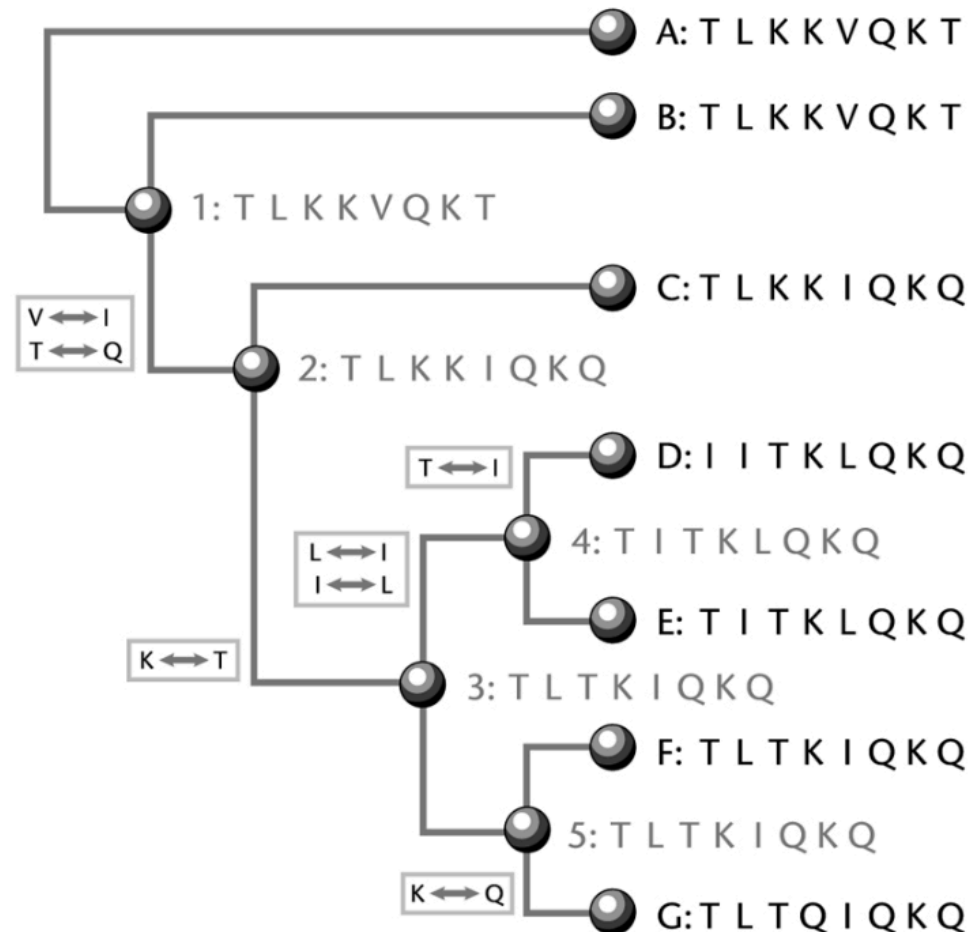 A: T L K K V Q K T
B: T L K K V Q K T
1: T L K K V Q K T
C: T L K K I Q K Q
V ⟷ I
T ⟷ Q
2: T L K K I Q K Q
D: I I T K L Q K Q
T ⟷ I
4: T I T K L Q K Q
L ⟷ I
I ⟷ L
E: T I T K L Q K Q
K ⟷ T
3: T L T K I Q K Q
F: T L T K I Q K Q
5: T L T K I Q K Q
K ⟷ Q
G: T L T Q I Q K Q